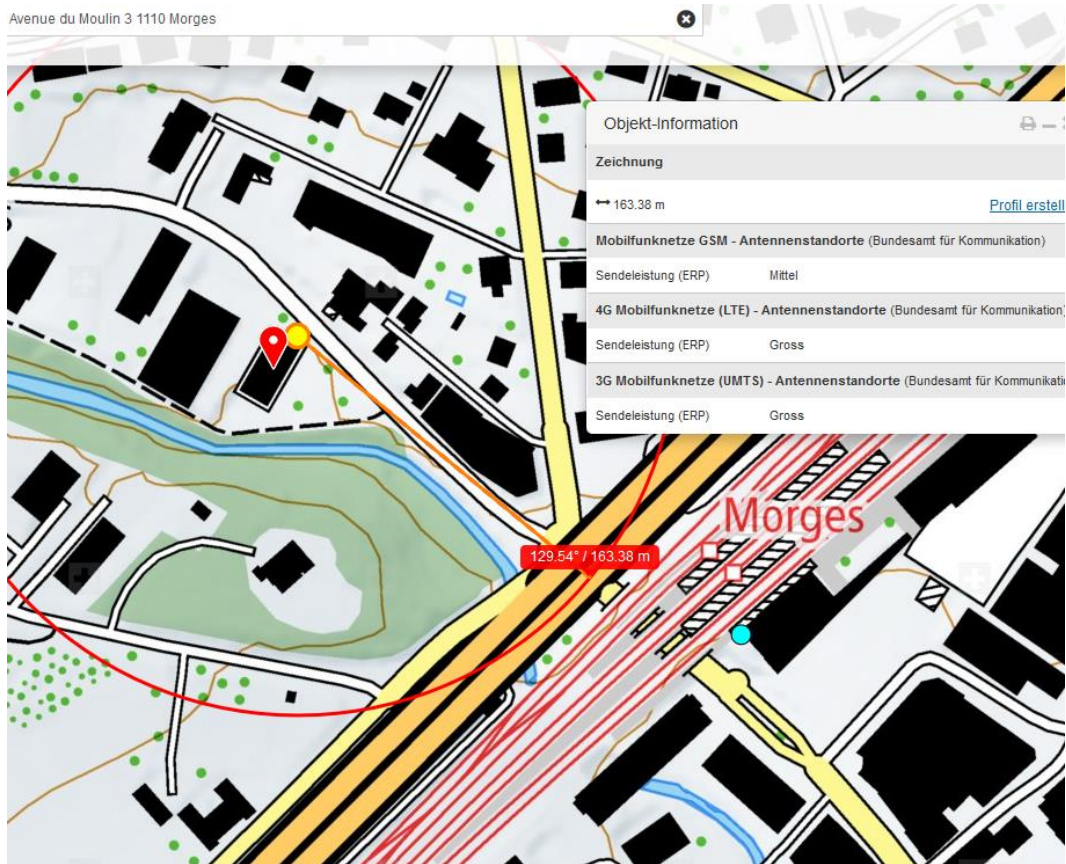 Avenue du Moulin 3 1110 Morges
Objekt-Information
Zeichnung
163.38 m
Profil erstell
Mobilfunknetze GSM - Antennenstandorte (Bundesamt für Kommunikation)
Sendeleistung (ERP) Mittel
4G Mobilfunknetze (LTE) - Antennenstandorte (Bundesamt für Kommunikation)
Sendeleistung (ERP) Gross
3G Mobilfunknetze (UMTS) - Antennenstandorte (Bundesamt für Kommunikati
Sendeleistung (ERP) Gross
Morges
129.54° / 163.38 m